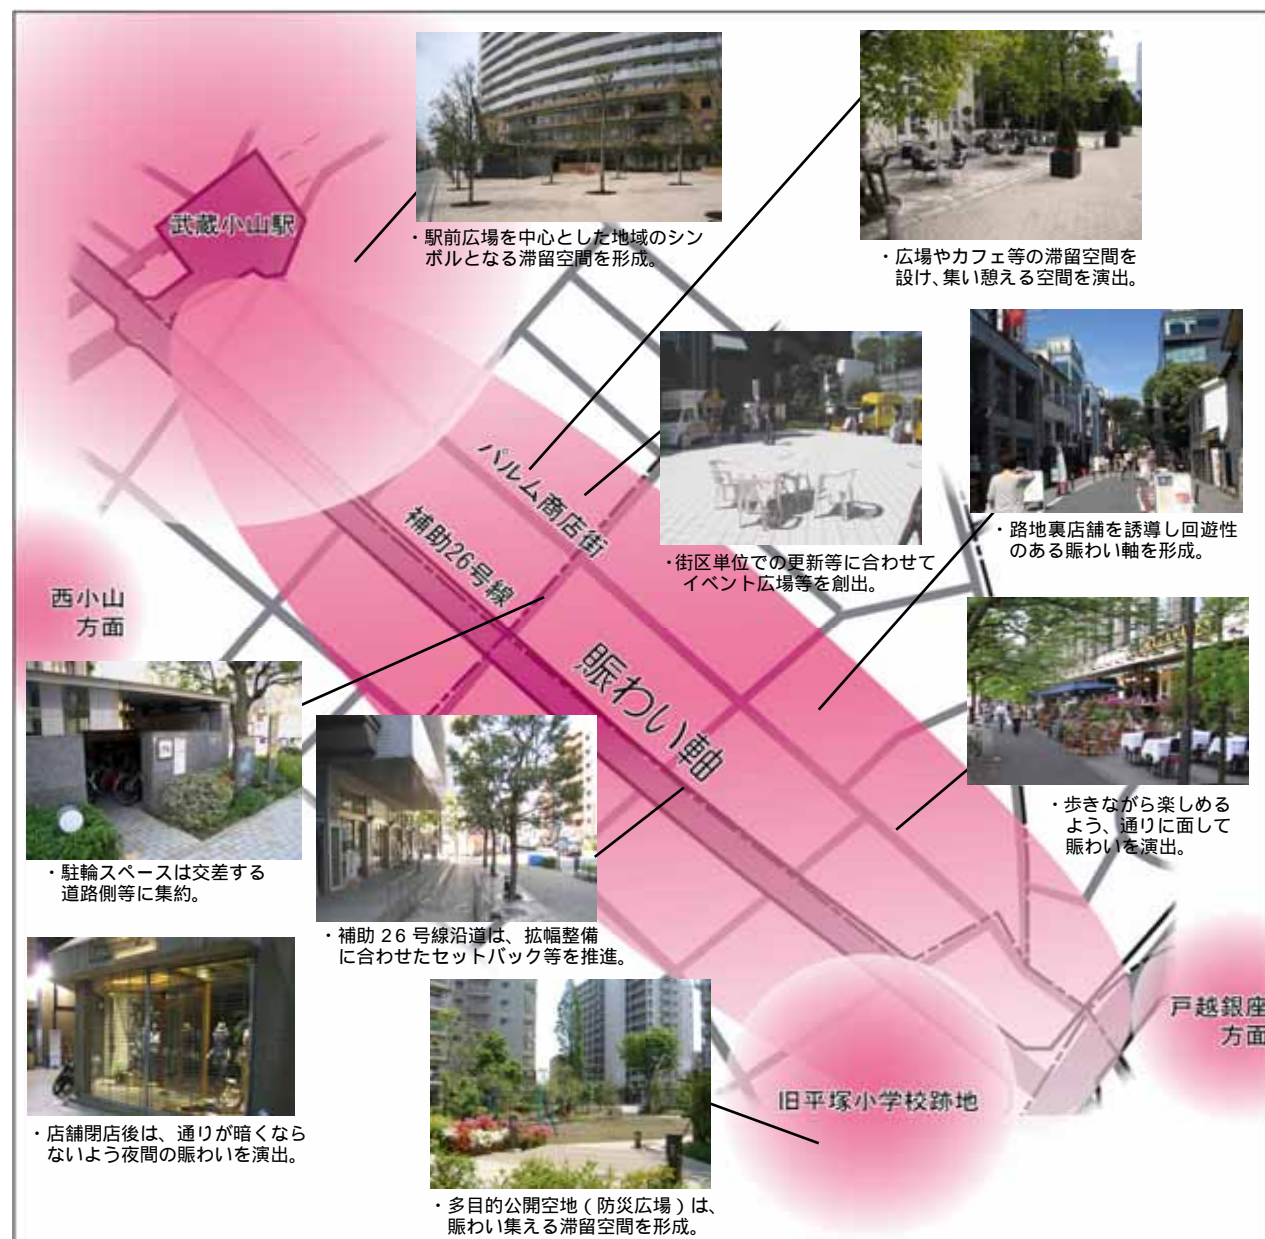 武蔵小山駅
・駅前広場を中心とした地域のシン
ボルとなる滞留空間を形成。
・広場やカフェ等の滞留空間を
設け、集い憩える空間を演出。
パルム商店街
補助26号線
・街区単位での更新等に合わせて
イベント広場等を創出。
・路地裏店舗を誘導し回遊性
のある賑わい軸を形成。
西小山
方面
賑わい軸
・駐輪スペースは交差する
道路側等に集約。
・歩きながら楽しめる
よう、通りに面して
賑わいを演出。
・補助 26 号線沿道は、拡幅整備
に合わせたセットバック等を推進。
戸越銀座
方面
旧平塚小学校跡地
・店舗閉店後は、通りが暗くなら
ないよう夜間の賑わいを演出。
・多目的公開空地（防災広場）は、
賑わい集える滞留空間を形成。